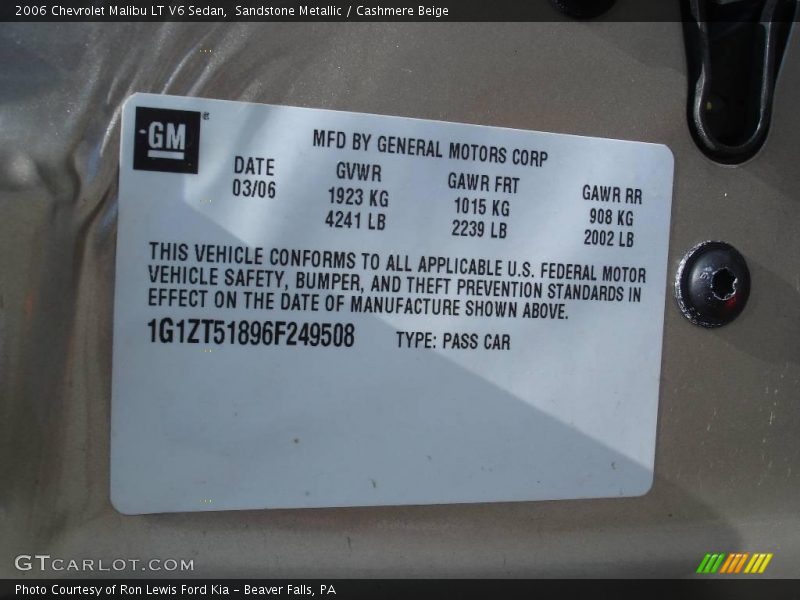 2006 Chevrolet Malibu LT V6 Sedan, Sandstone Metallic / Cashmere Beige
GM
MFD BY GENERAL MOTORS CORP
DATE GVWR GAWR FRT GAWR RR
03/06 1923 KG 1015 KG 908 KG
4241 LB 2239 LB 2002 LB
THIS VEHICLE CONFORMS TO ALL APPLICABLE U.S. FEDERAL MOTOR
VEHICLE SAFETY, BUMPER, AND THEFT PREVENTION STANDARDS IN
EFFECT ON THE DATE OF MANUFACTURE SHOWN ABOVE.
1G1ZT51896F249508 TYPE: PASS CAR
GTCARLOT.COM
Photo Courtesy of Ron Lewis Ford Kia – Beaver Falls, PA